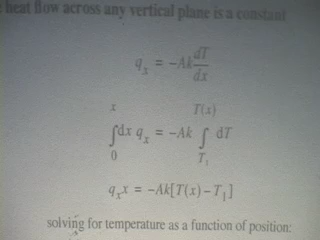 heat flow across any vertical plane is a constant
qₓ = −Ak dT/dx
∫₀ˣ dx qₓ = −Ak ∫_{T₁}^{T(x)} dT
qₓx = −Ak[T(x)−T₁]
solving for temperature as a function of position: